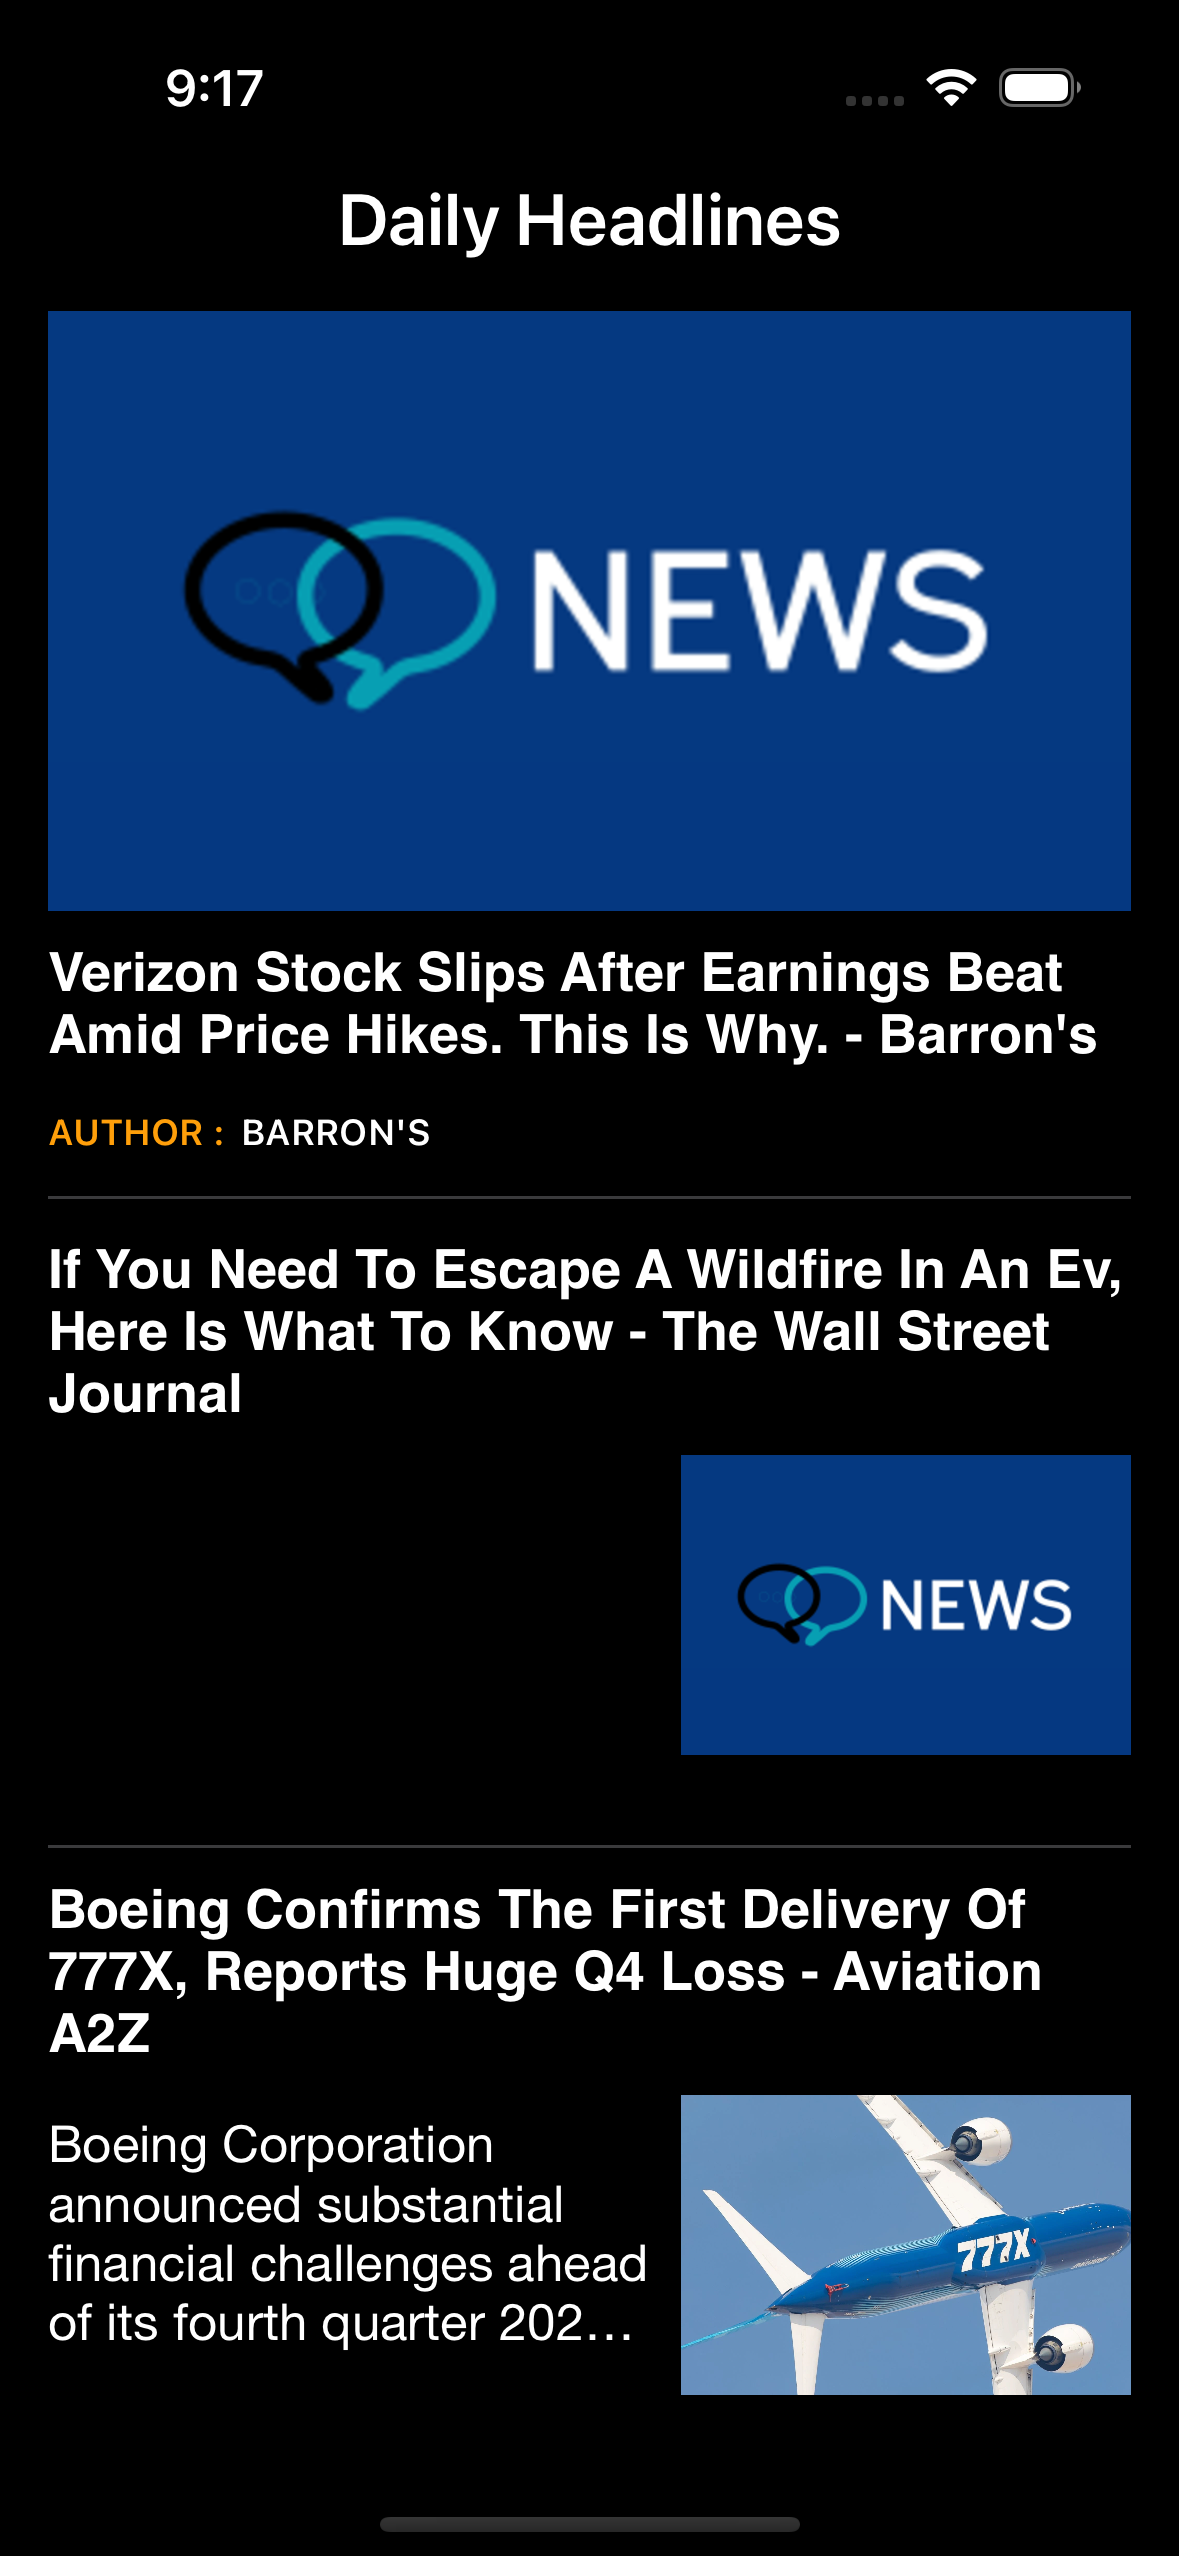 9:17
Daily Headlines
NEWS
Verizon Stock Slips After Earnings Beat
Amid Price Hikes. This Is Why. - Barron's
AUTHOR : BARRON'S
If You Need To Escape A Wildfire In An Ev,
Here Is What To Know - The Wall Street
Journal
NEWS
Boeing Confirms The First Delivery Of
777X, Reports Huge Q4 Loss - Aviation
A2Z
Boeing Corporation
announced substantial
financial challenges ahead
of its fourth quarter 202...
777X